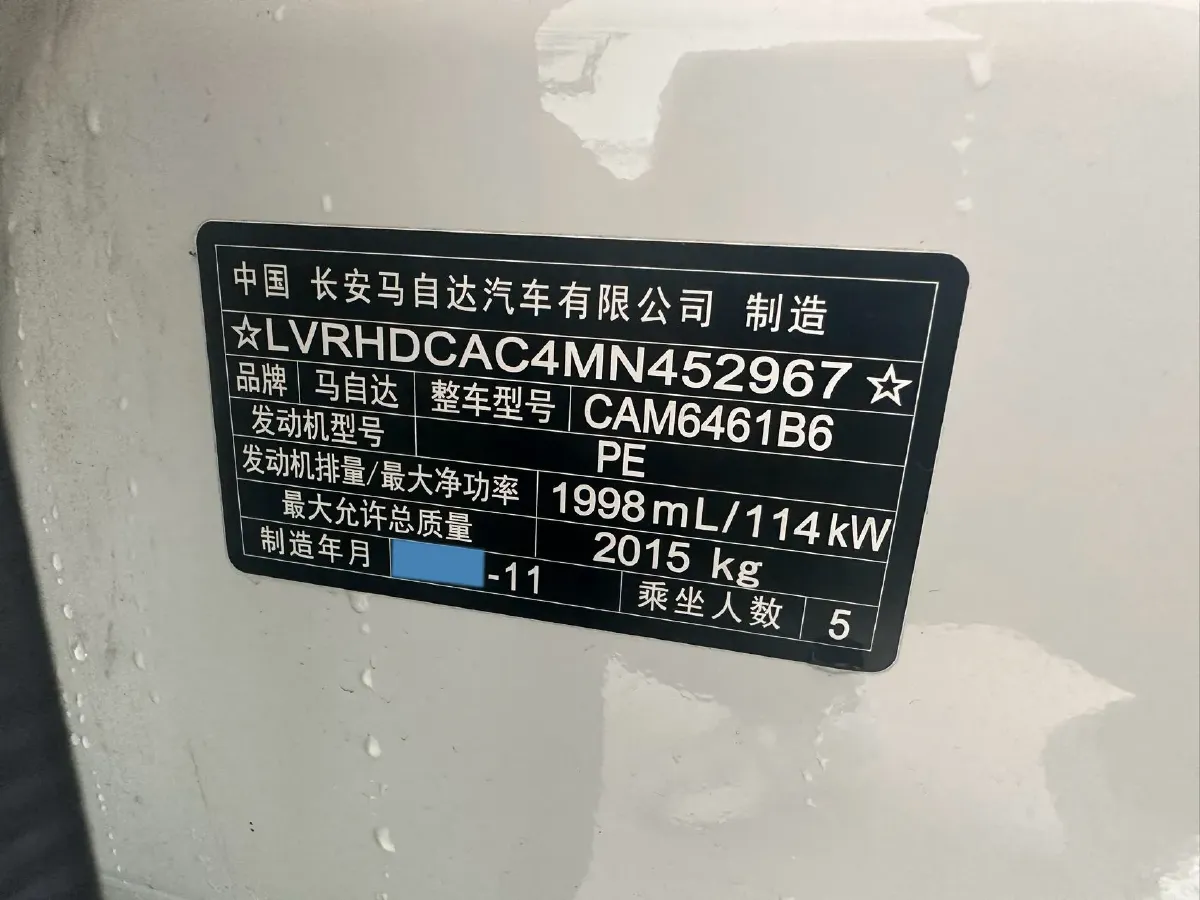 中国 长安马自达汽车有限公司 制造
☆LVRHDCAC4MN452967☆
品牌 马自达 整车型号 CAM6461B6
发动机型号 PE
发动机排量/最大净功率 1998mL/114kW
最大允许总质量 2015 kg
制造年月 -11 乘坐人数 5